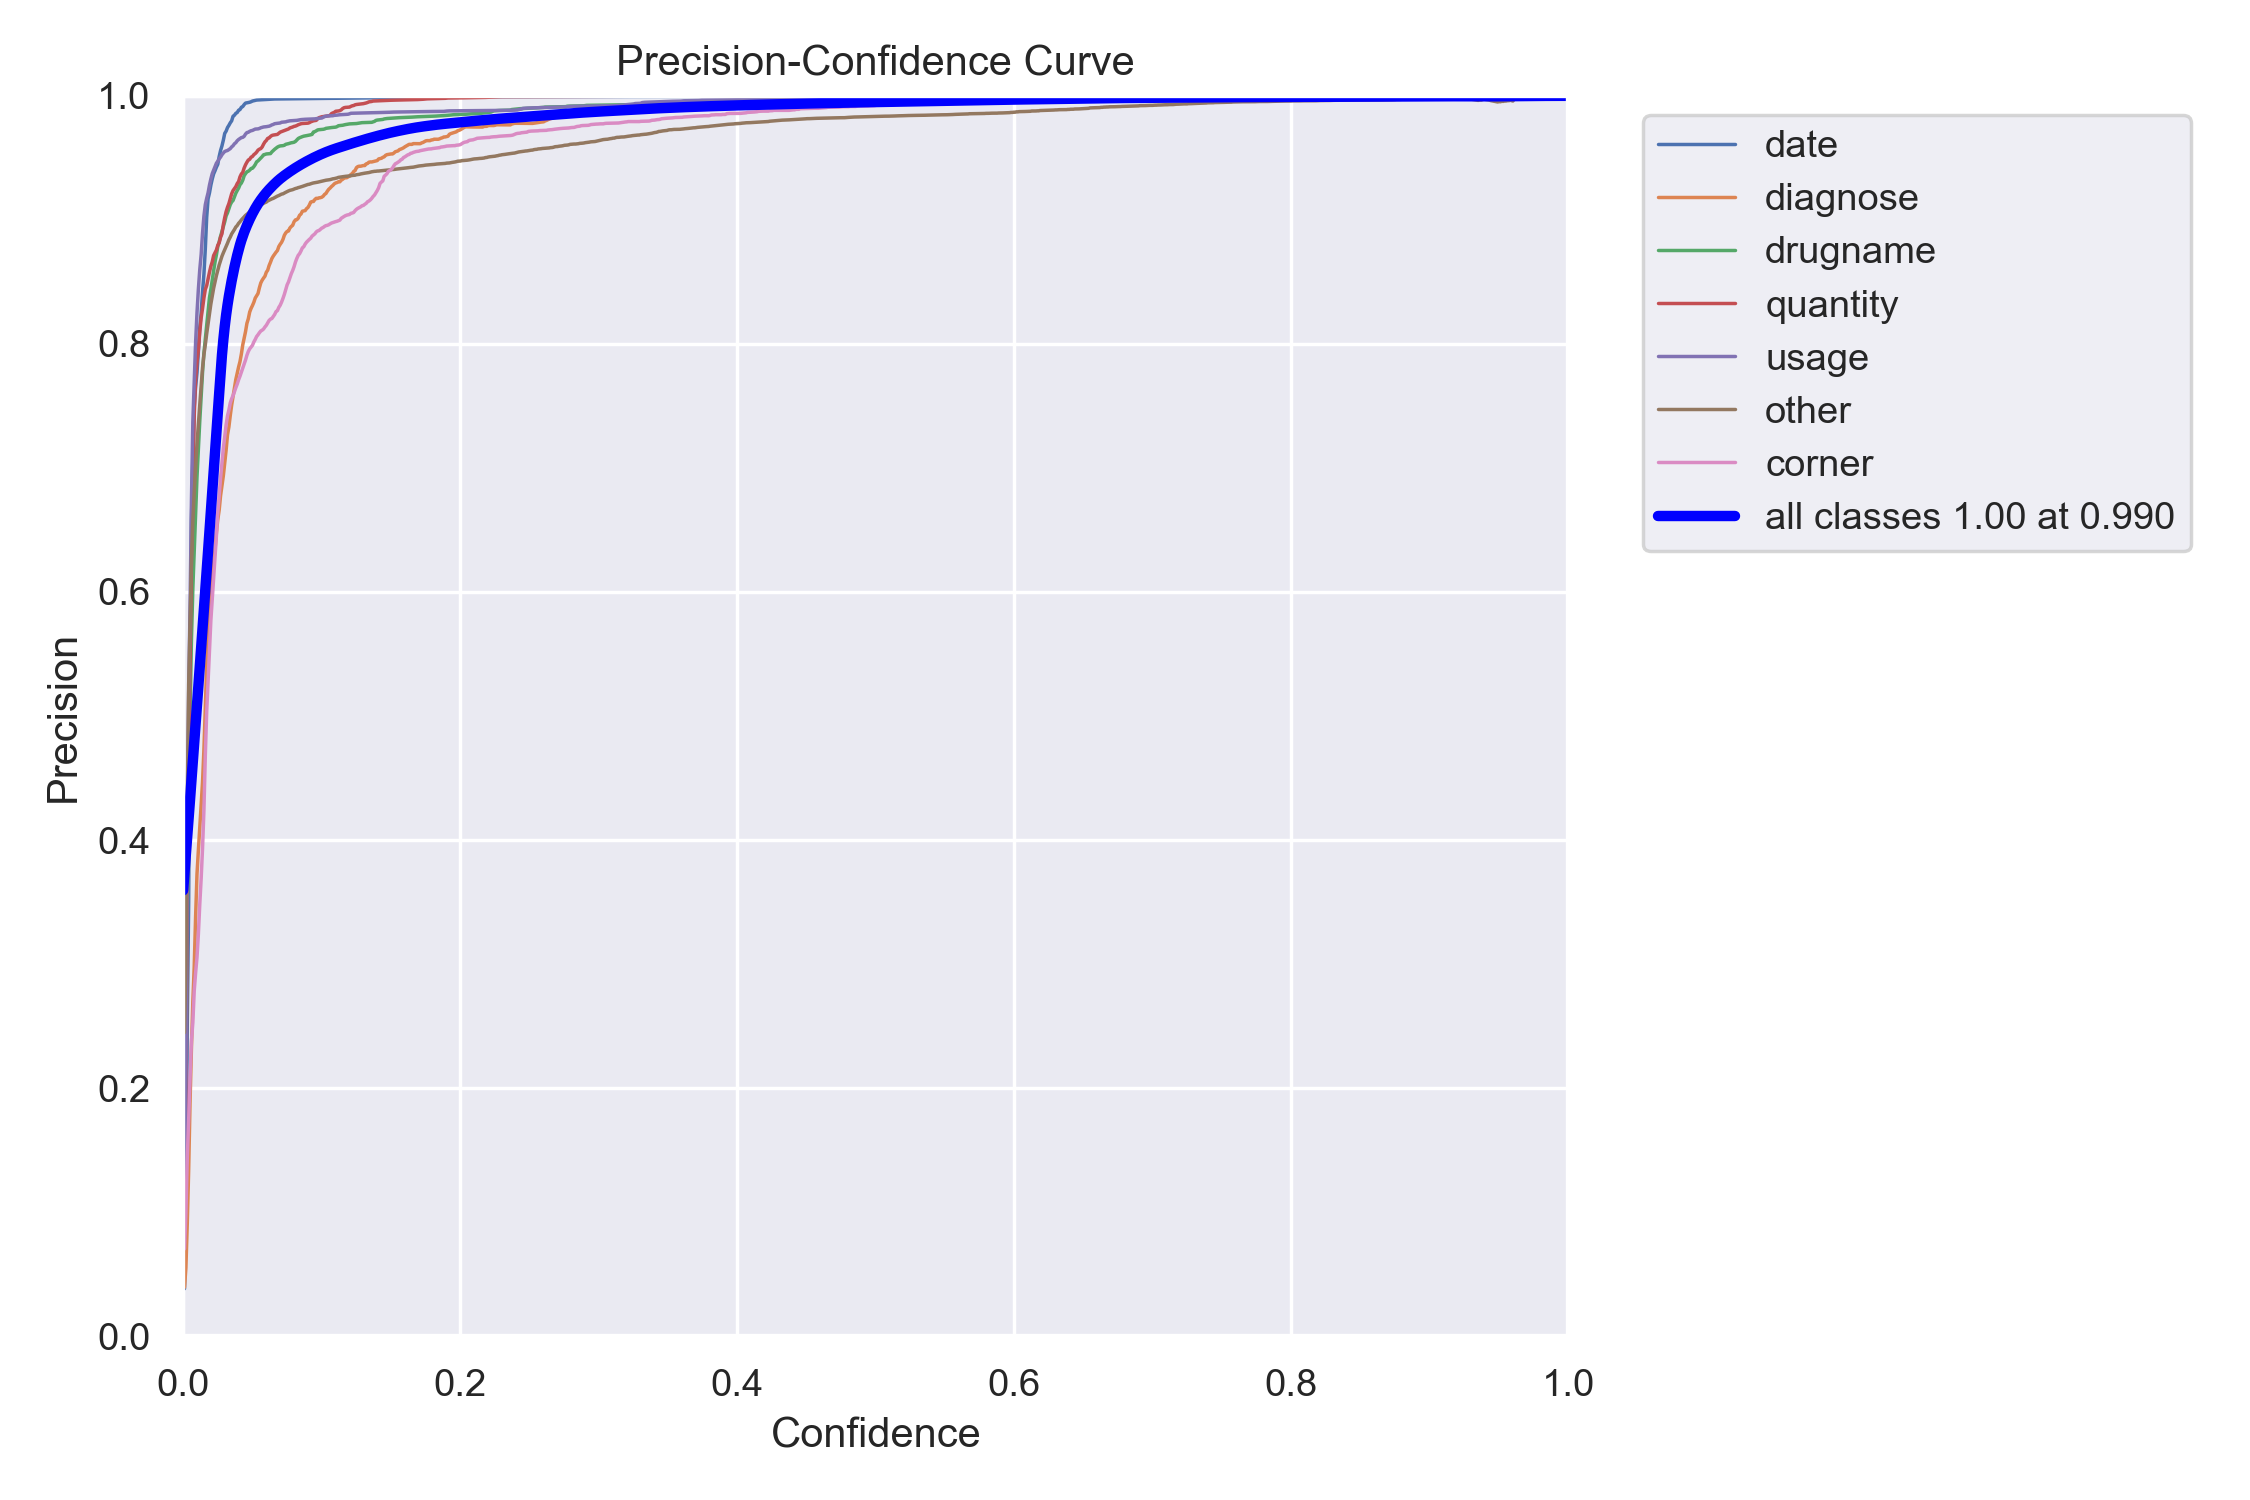 Precision-Confidence Curve
1.0
0.8
0.6
0.4
0.2
0.0
Precision
0.0 0.2 0.4 0.6 0.8 1.0
Confidence
date
diagnose
drugname
quantity
usage
other
corner
all classes 1.00 at 0.990